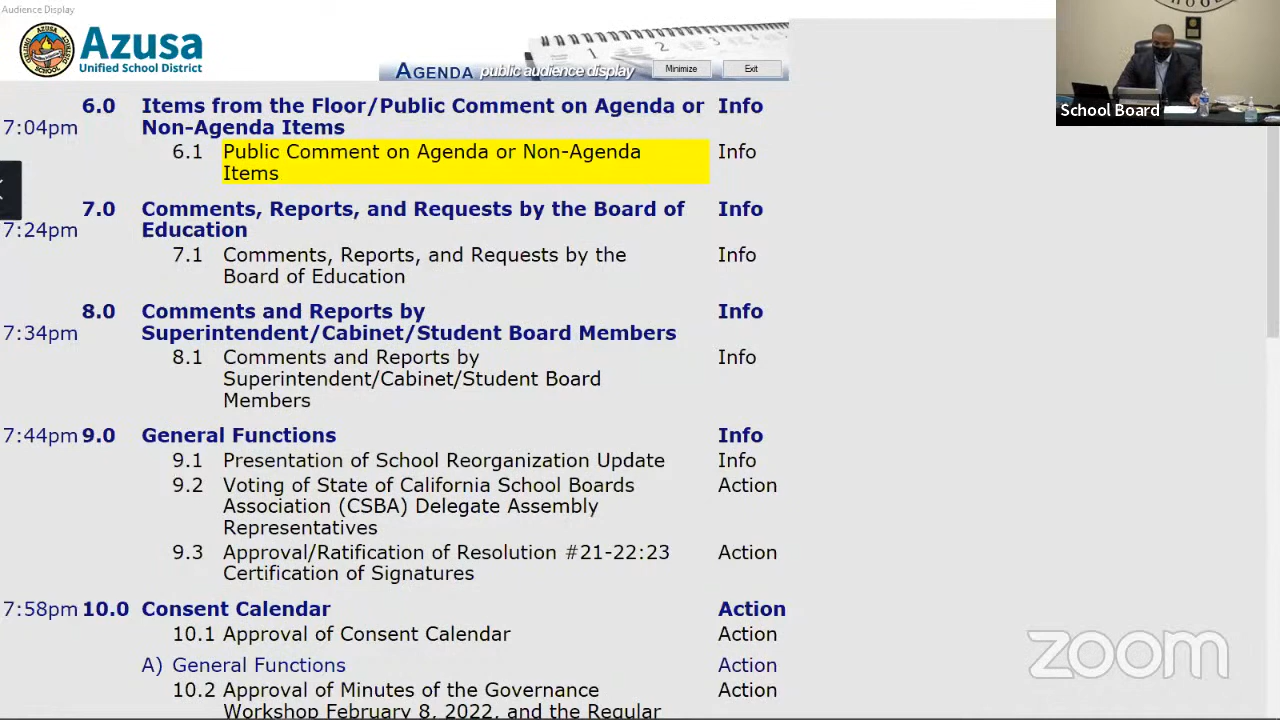 Audience Display
Azusa
Unified School District
AGENDA public audience display
Minimize
Exit
School Board
6.0 Items from the Floor/Public Comment on Agenda or Info
7:04pm Non-Agenda Items
6.1 Public Comment on Agenda or Non-Agenda Info
Items
7.0 Comments, Reports, and Requests by the Board of Info
7:24pm Education
7.1 Comments, Reports, and Requests by the Info
Board of Education
8.0 Comments and Reports by Info
7:34pm Superintendent/Cabinet/Student Board Members
8.1 Comments and Reports by Info
Superintendent/Cabinet/Student Board
Members
7:44pm 9.0 General Functions Info
9.1 Presentation of School Reorganization Update Info
9.2 Voting of State of California School Boards Action
Association (CSBA) Delegate Assembly
Representatives
9.3 Approval/Ratification of Resolution #21-22:23 Action
Certification of Signatures
7:58pm 10.0 Consent Calendar Action
10.1 Approval of Consent Calendar Action
A) General Functions Action
10.2 Approval of Minutes of the Governance Action
Workshop February 8, 2022, and the Regular
zoom